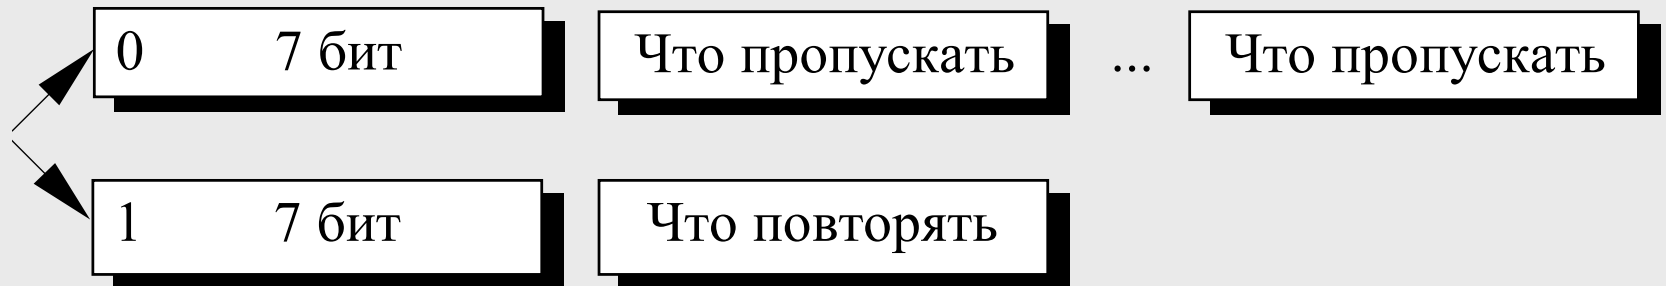 0 7 бит Что пропускать ... Что пропускать
1 7 бит Что повторять